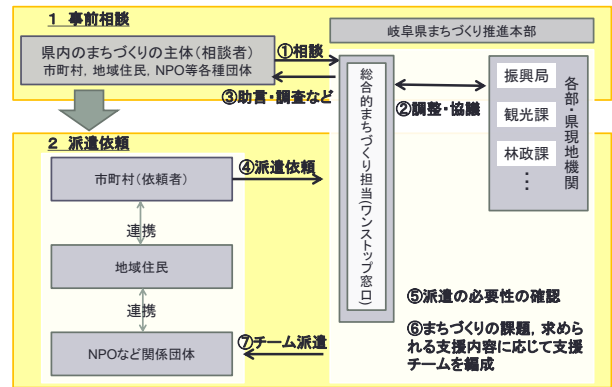 1 事前相談
岐阜県まちづくり推進本部
県内のまちづくりの主体(相談者)
市町村, 地域住民, NPO等各種団体
①相談
③助言・調査など
総合的まちづくり担当(ワンストップ窓口)
②調整・協議
振興局
観光課
林政課
⋮
各部・県現地機関
2 派遣依頼
市町村(依頼者)
④派遣依頼
連携
地域住民
連携
NPOなど関係団体
⑤派遣の必要性の確認
⑥まちづくりの課題, 求めら
れる支援内容に応じて支援
チームを編成
⑦チーム派遣